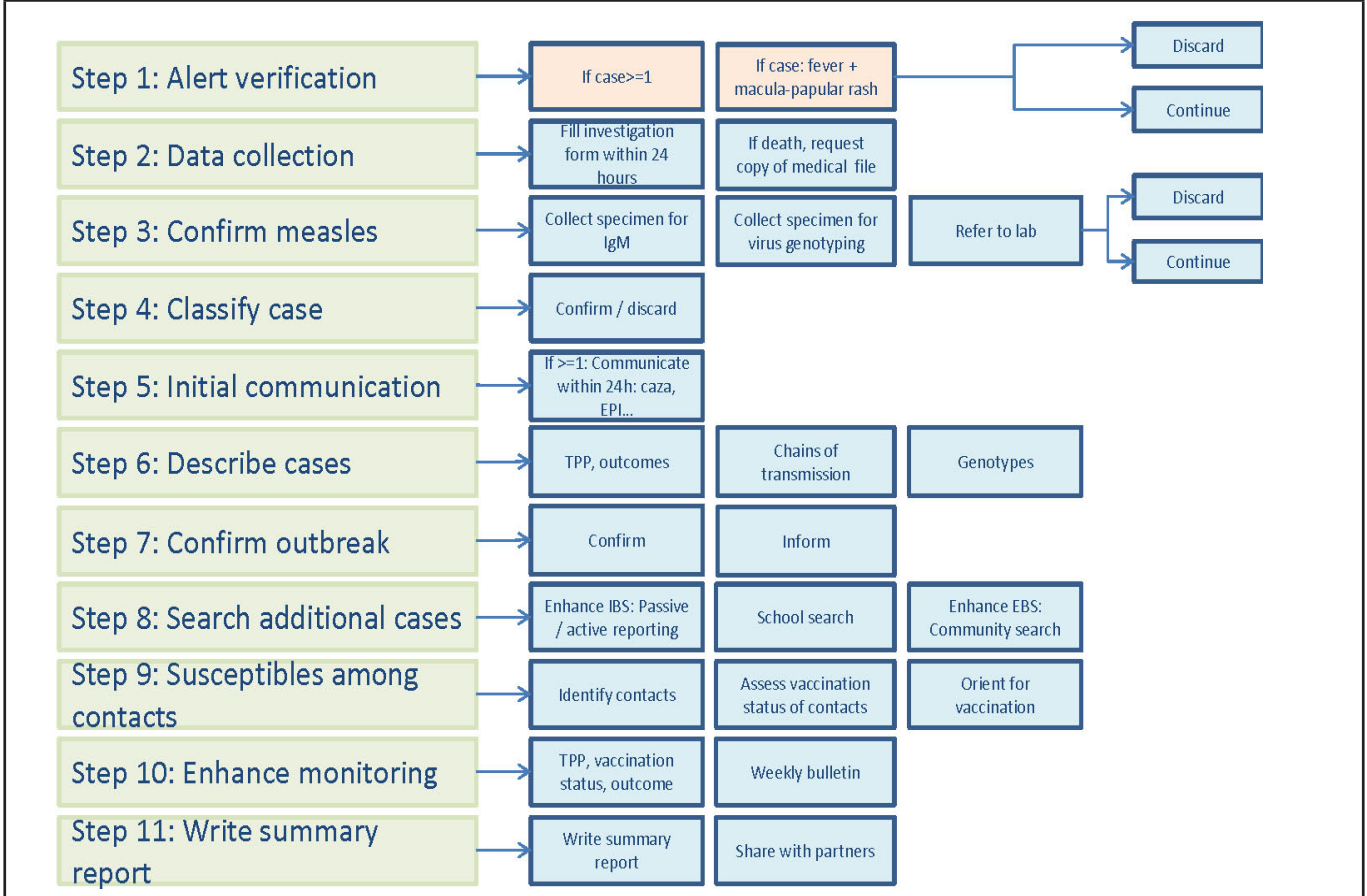 Step 1: Alert verification
If case>=1
If case: fever +
macula-papular rash
Discard
Continue
Step 2: Data collection
Fill investigation
form within 24
hours
If death, request
copy of medical file
Step 3: Confirm measles
Collect specimen for
IgM
Collect specimen for
virus genotyping
Refer to lab
Discard
Continue
Step 4: Classify case
Confirm / discard
Step 5: Initial communication
If >=1: Communicate
within 24h: caza,
EPI...
Step 6: Describe cases
TPP, outcomes
Chains of
transmission
Genotypes
Step 7: Confirm outbreak
Confirm
Inform
Step 8: Search additional cases
Enhance IBS: Passive
/ active reporting
School search
Enhance EBS:
Community search
Step 9: Susceptibles among
contacts
Identify contacts
Assess vaccination
status of contacts
Orient for
vaccination
Step 10: Enhance monitoring
TPP, vaccination
status, outcome
Weekly bulletin
Step 11: Write summary
report
Write summary
report
Share with partners